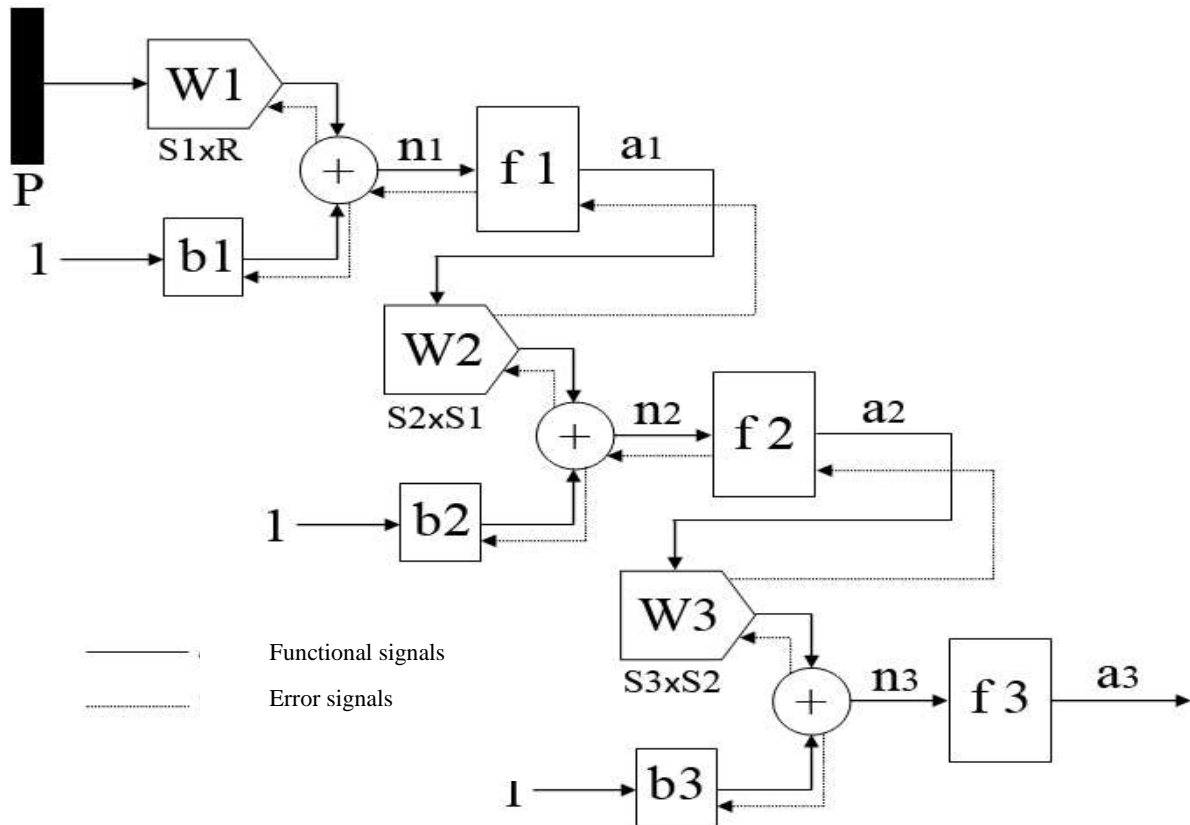 P
W1
S1xR
1
b1
+
n1
f 1
a1
W2
S2xS1
1
b2
+
n2
f 2
a2
W3
S3xS2
1
b3
+
n3
f 3
a3
Functional signals
Error signals